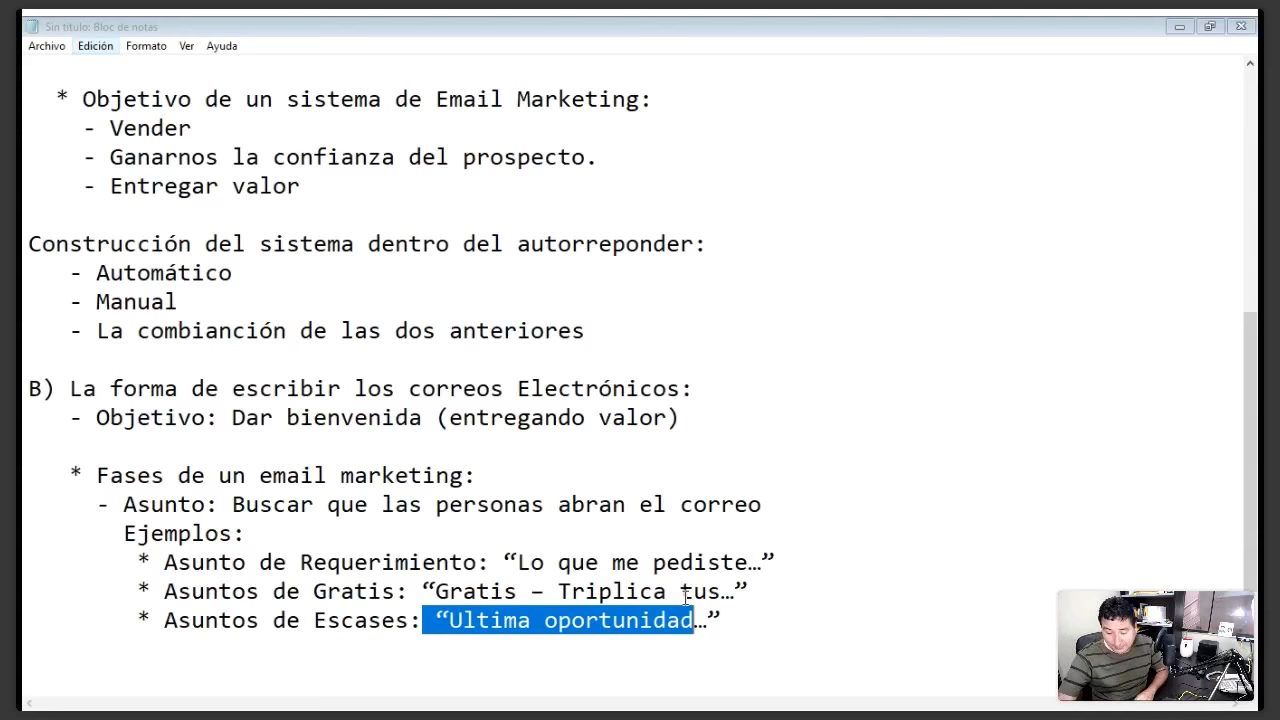 Sin título: Bloc de notas
Archivo Edición Formato Ver Ayuda
* Objetivo de un sistema de Email Marketing:
- Vender
- Ganarnos la confianza del prospecto.
- Entregar valor
Construcción del sistema dentro del autorreponder:
- Automático
- Manual
- La combianción de las dos anteriores
B) La forma de escribir los correos Electrónicos:
- Objetivo: Dar bienvenida (entregando valor)
* Fases de un email marketing:
- Asunto: Buscar que las personas abran el correo
Ejemplos:
* Asunto de Requerimiento: “Lo que me pediste…”
* Asuntos de Gratis: “Gratis – Triplica tus…”
* Asuntos de Escases: “Ultima oportunidad…”